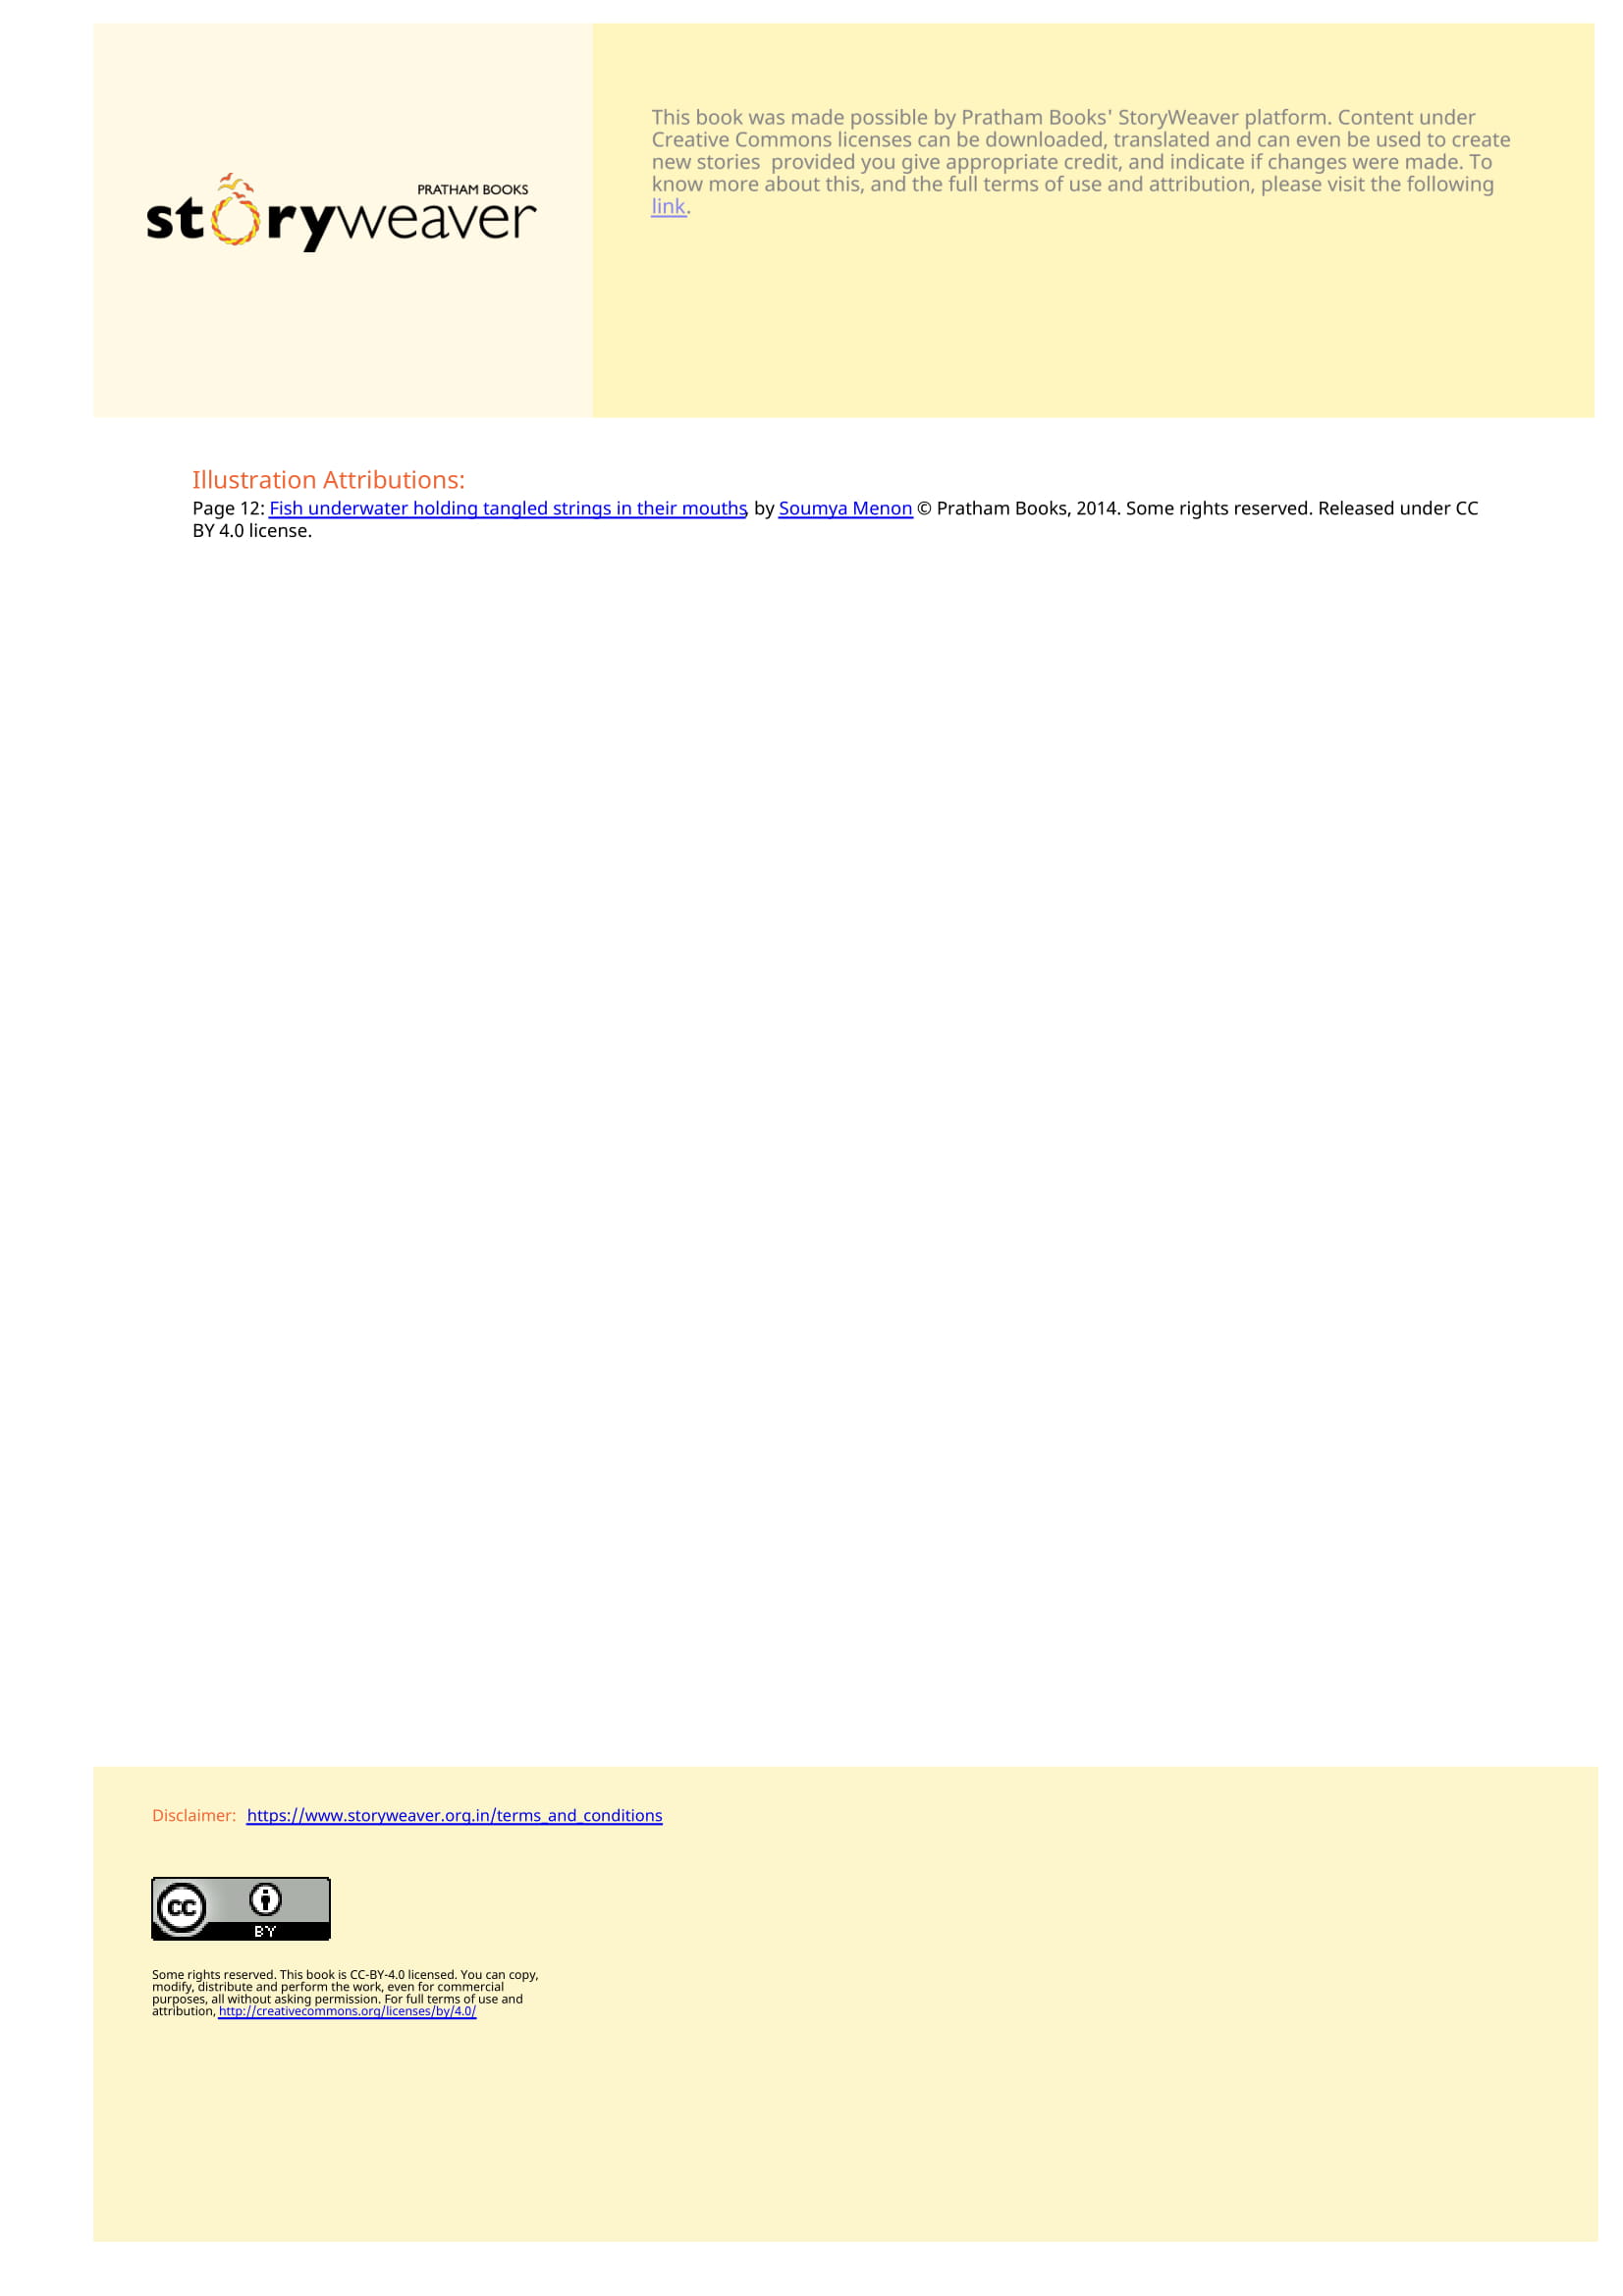 PRATHAM BOOKS
storyweaver
This book was made possible by Pratham Books' StoryWeaver platform. Content under
Creative Commons licenses can be downloaded, translated and can even be used to create
new stories  provided you give appropriate credit, and indicate if changes were made. To
know more about this, and the full terms of use and attribution, please visit the following
link.
Illustration Attributions:
Page 12: Fish underwater holding tangled strings in their mouths, by Soumya Menon © Pratham Books, 2014. Some rights reserved. Released under CC
BY 4.0 license.
Disclaimer: https://www.storyweaver.org.in/terms_and_conditions
cc
BY
Some rights reserved. This book is CC-BY-4.0 licensed. You can copy,
modify, distribute and perform the work, even for commercial
purposes, all without asking permission. For full terms of use and
attribution, http://creativecommons.org/licenses/by/4.0/